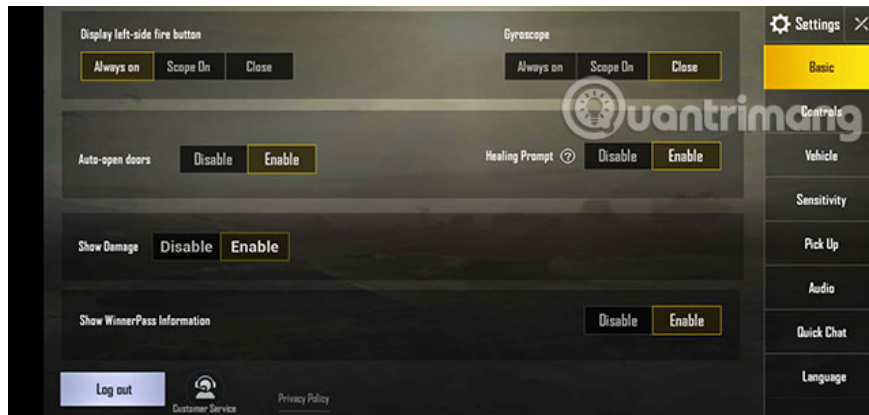 Settings
Display left-side fire button
Always on Scope On Close
Gyroscope
Always on Scope On Close
Auto-open doors Disable Enable
Healing Prompt ? Disable Enable
Show Damage Disable Enable
Show WinnerPass Information Disable Enable
Log out
Customer Service
Privacy Policy
Basic
Controls
Vehicle
Sensitivity
Pick Up
Audio
Quick Chat
Language
Quantrimang